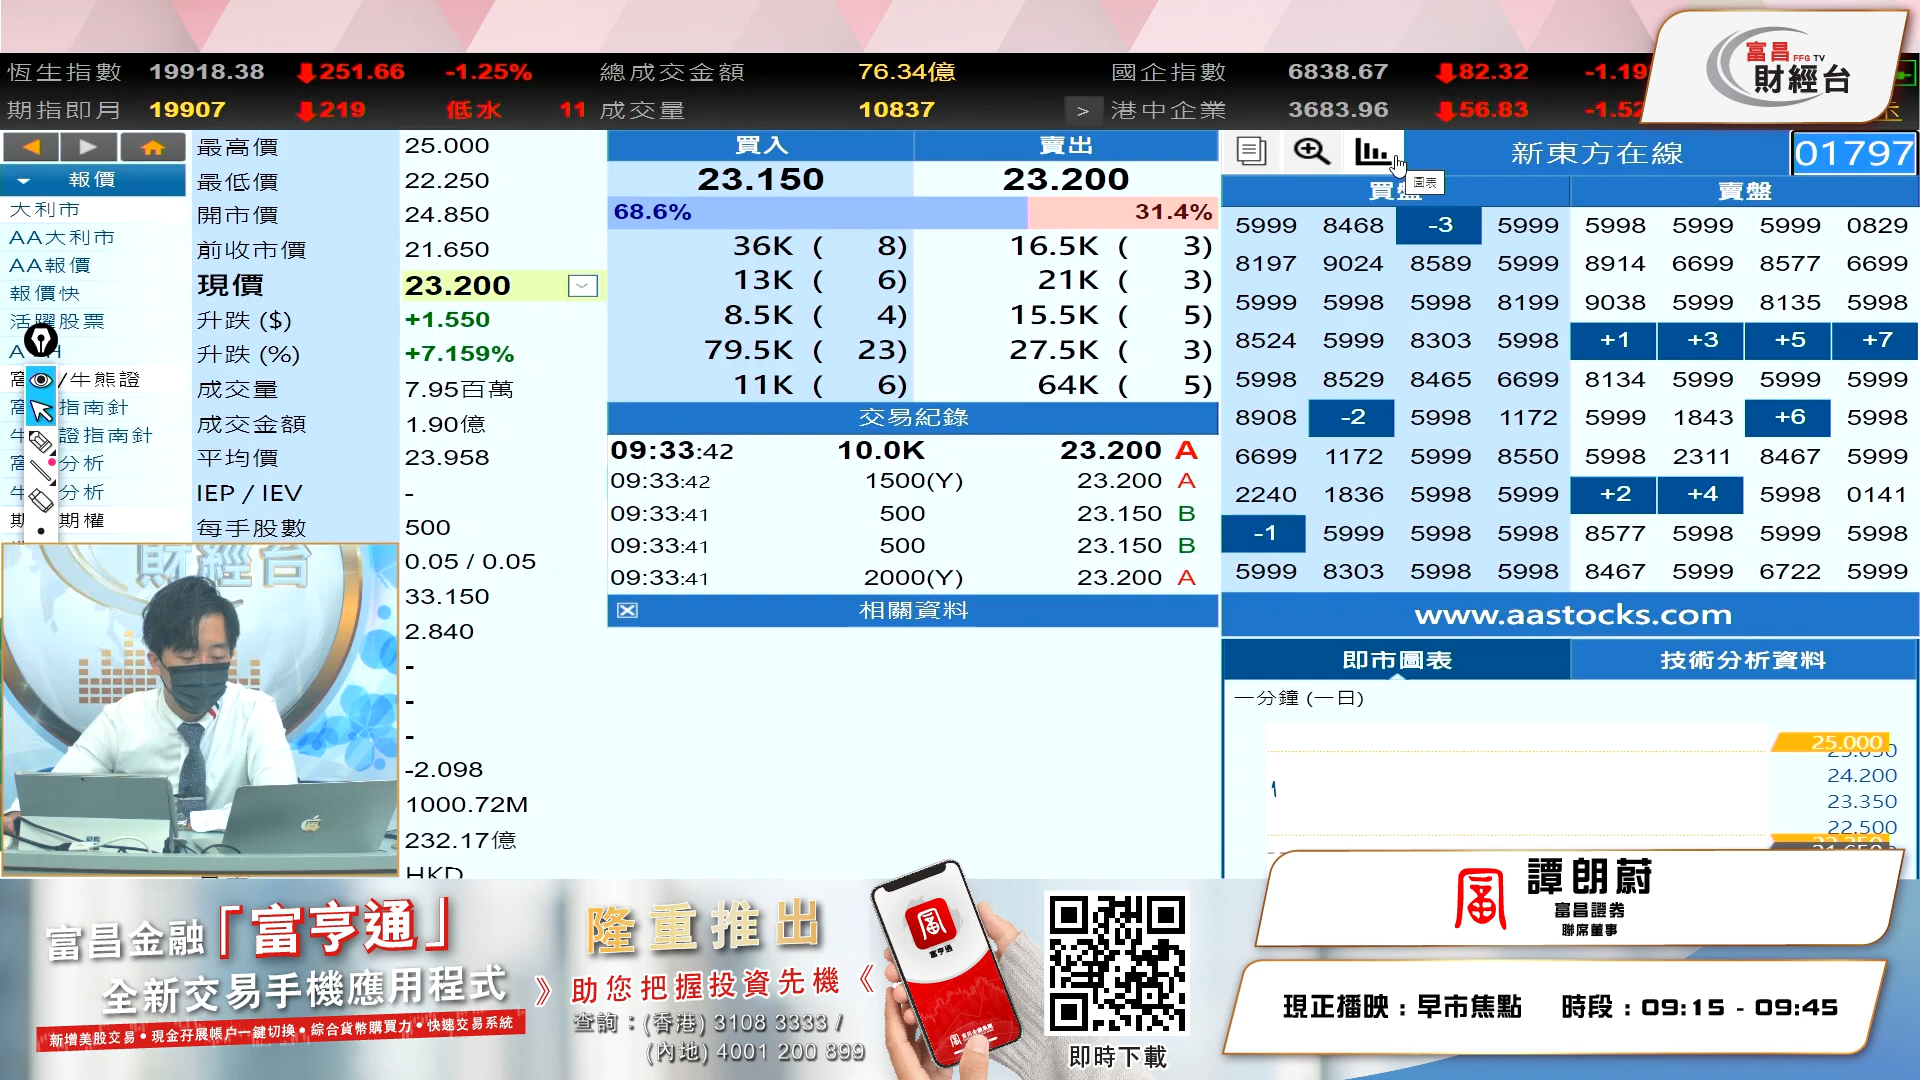 恆生指數 19918.38 251.66 -1.25% 總成交金額 76.34億 國企指數 6838.67 82.32 -1.19
期指即月 19907 219 低水 11 成交量 10837 > 港中企業 3683.96 56.83 -1.52
富昌 FFG TV
財經台
報價
大利市
AA大利市
AA報價
報價快
活躍股票
/牛熊證
指南針
證指南針
分析
分析
期權
最高價 25.000
最低價 22.250
開市價 24.850
前收市價 21.650
現價 23.200
升跌 ($) +1.550
升跌 (%) +7.159%
成交量 7.95百萬
成交金額 1.90億
平均價 23.958
IEP / IEV -
每手股數 500
0.05 / 0.05
33.150
2.840
-
-
-
-2.098
1000.72M
232.17億
HKD
買入 賣出
23.150 23.200
68.6% 31.4%
36K ( 8) 16.5K ( 3)
13K ( 6) 21K ( 3)
8.5K ( 4) 15.5K ( 5)
79.5K ( 23) 27.5K ( 3)
11K ( 6) 64K ( 5)
交易紀錄
09:33:42 10.0K 23.200 A
09:33:42 1500(Y) 23.200 A
09:33:41 500 23.150 B
09:33:41 500 23.150 B
09:33:41 2000(Y) 23.200 A
相關資料
新東方在線 01797
圖表
買盤 賣盤
5999 8468 -3 5999 5998 5999 5999 0829
8197 9024 8589 5999 8914 6699 8577 6699
5999 5998 5998 8199 9038 5999 8135 5998
8524 5999 8303 5998 +1 +3 +5 +7
5998 8529 8465 6699 8134 5999 5999 5999
8908 -2 5998 1172 5999 1843 +6 5998
6699 1172 5999 8550 5998 2311 8467 5999
2240 1836 5998 5999 +2 +4 5998 0141
-1 5999 5998 5999 8577 5998 5999 5998
5999 8303 5998 5998 8467 5999 6722 5999
www.aastocks.com
即市圖表 技術分析資料
一分鐘 (一日)
25.000
24.200
23.350
22.500
財經台
富昌金融「富亨通」
全新交易手機應用程式
新增美股交易•現金孖展帳户一鍵切換•綜合貨幣購買力•快速交易系統
隆重推出
》助您把握投資先機《
查詢：(香港) 3108 3333 /
(內地) 4001 200 899
富亨通
即時下載
譚朗蔚
富昌證券
聯席董事
現正播映：早市焦點 時段：09:15 - 09:45